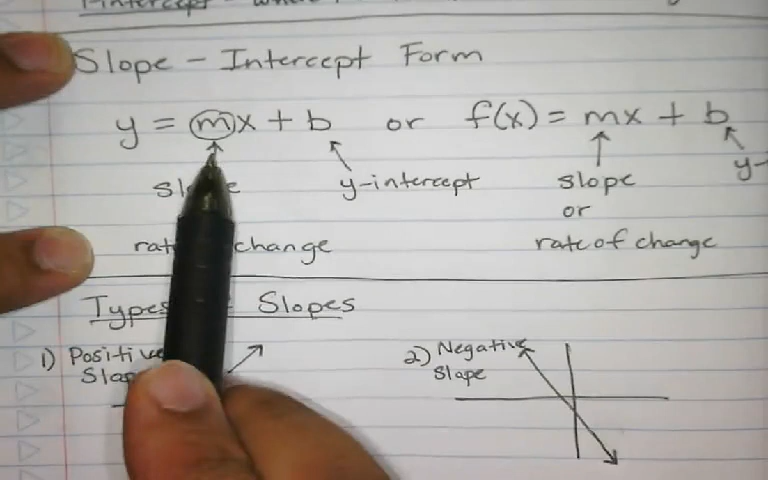 Slope - Intercept Form
y = mx + b or f(x) = mx + b
y-intercept slope y-
or
change rate of change
Types Slopes
1) Positive 2) Negative
Slope